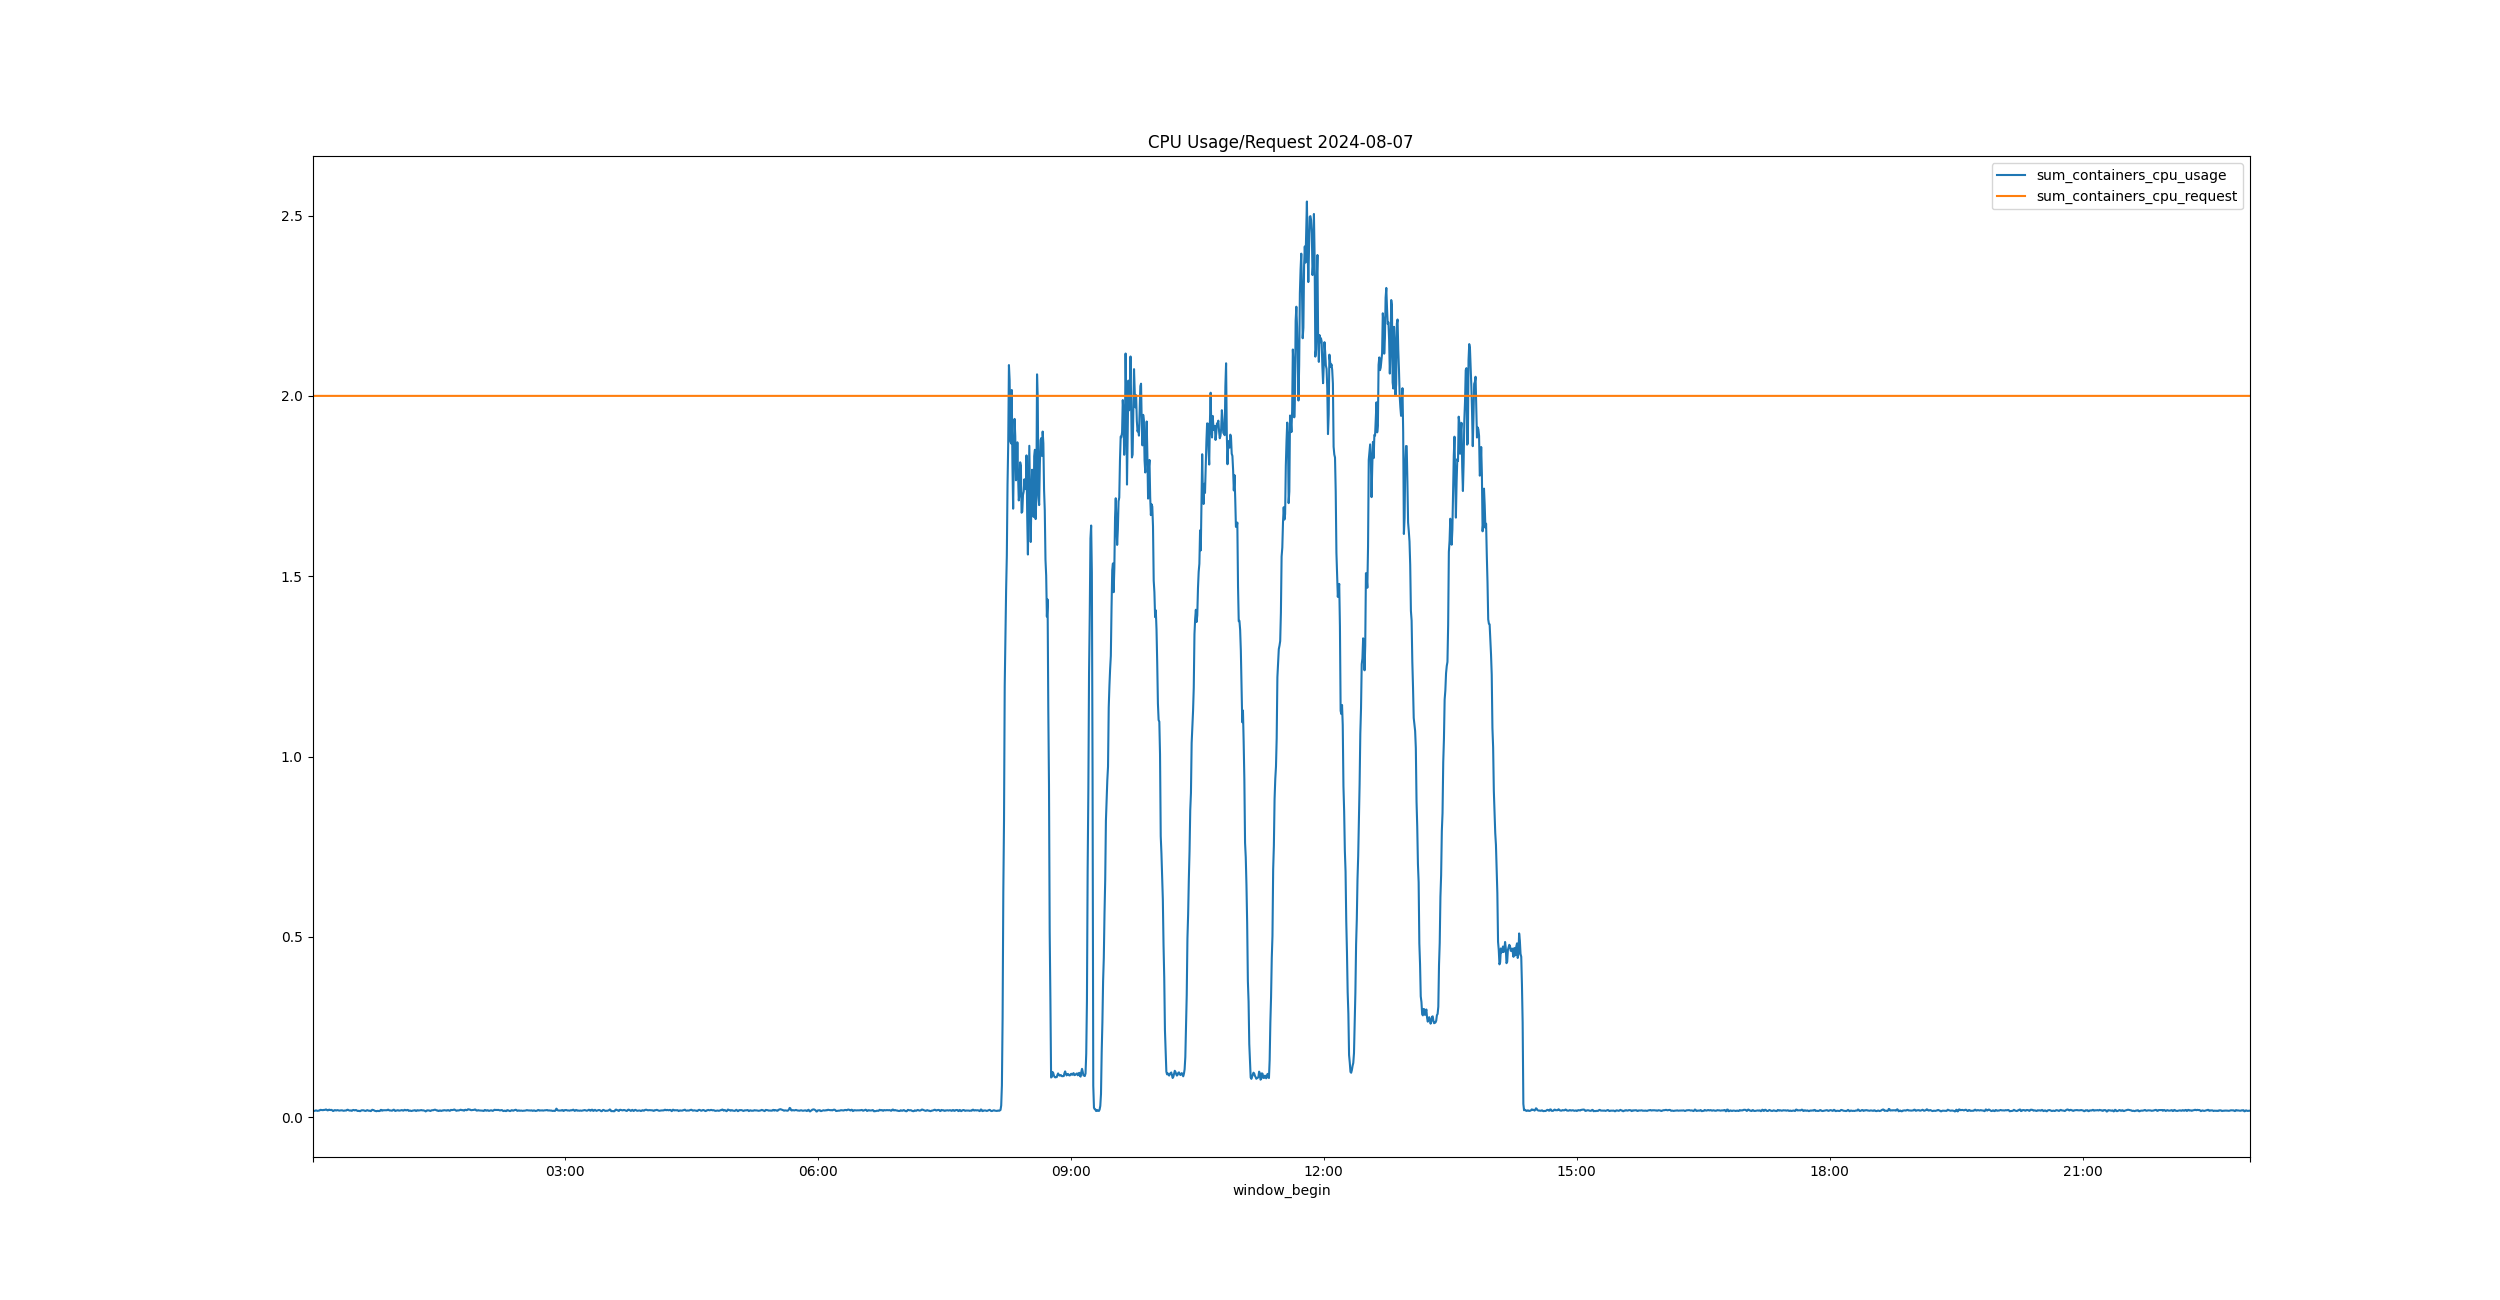 CPU Usage/Request 2024-08-07
sum_containers_cpu_usage
sum_containers_cpu_request
2.5
2.0
1.5
1.0
0.5
0.0
03:00 06:00 09:00 12:00 15:00 18:00 21:00
window_begin